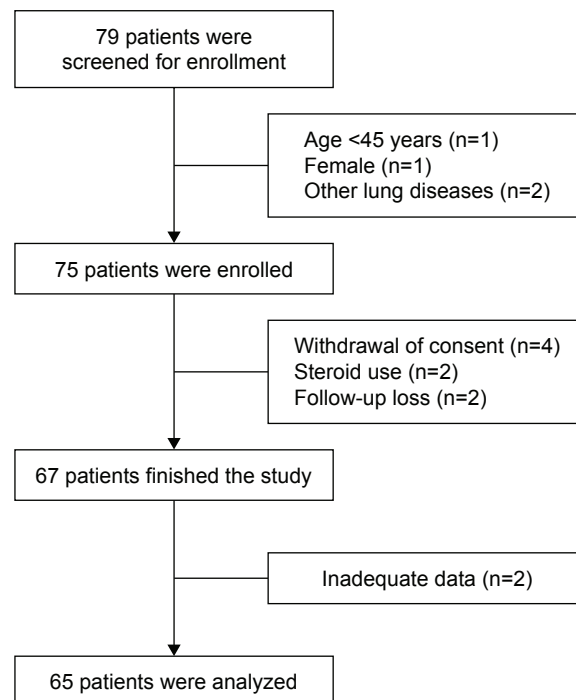 79 patients were
screened for enrollment
Age <45 years (n=1)
Female (n=1)
Other lung diseases (n=2)
75 patients were enrolled
Withdrawal of consent (n=4)
Steroid use (n=2)
Follow-up loss (n=2)
67 patients finished the study
Inadequate data (n=2)
65 patients were analyzed